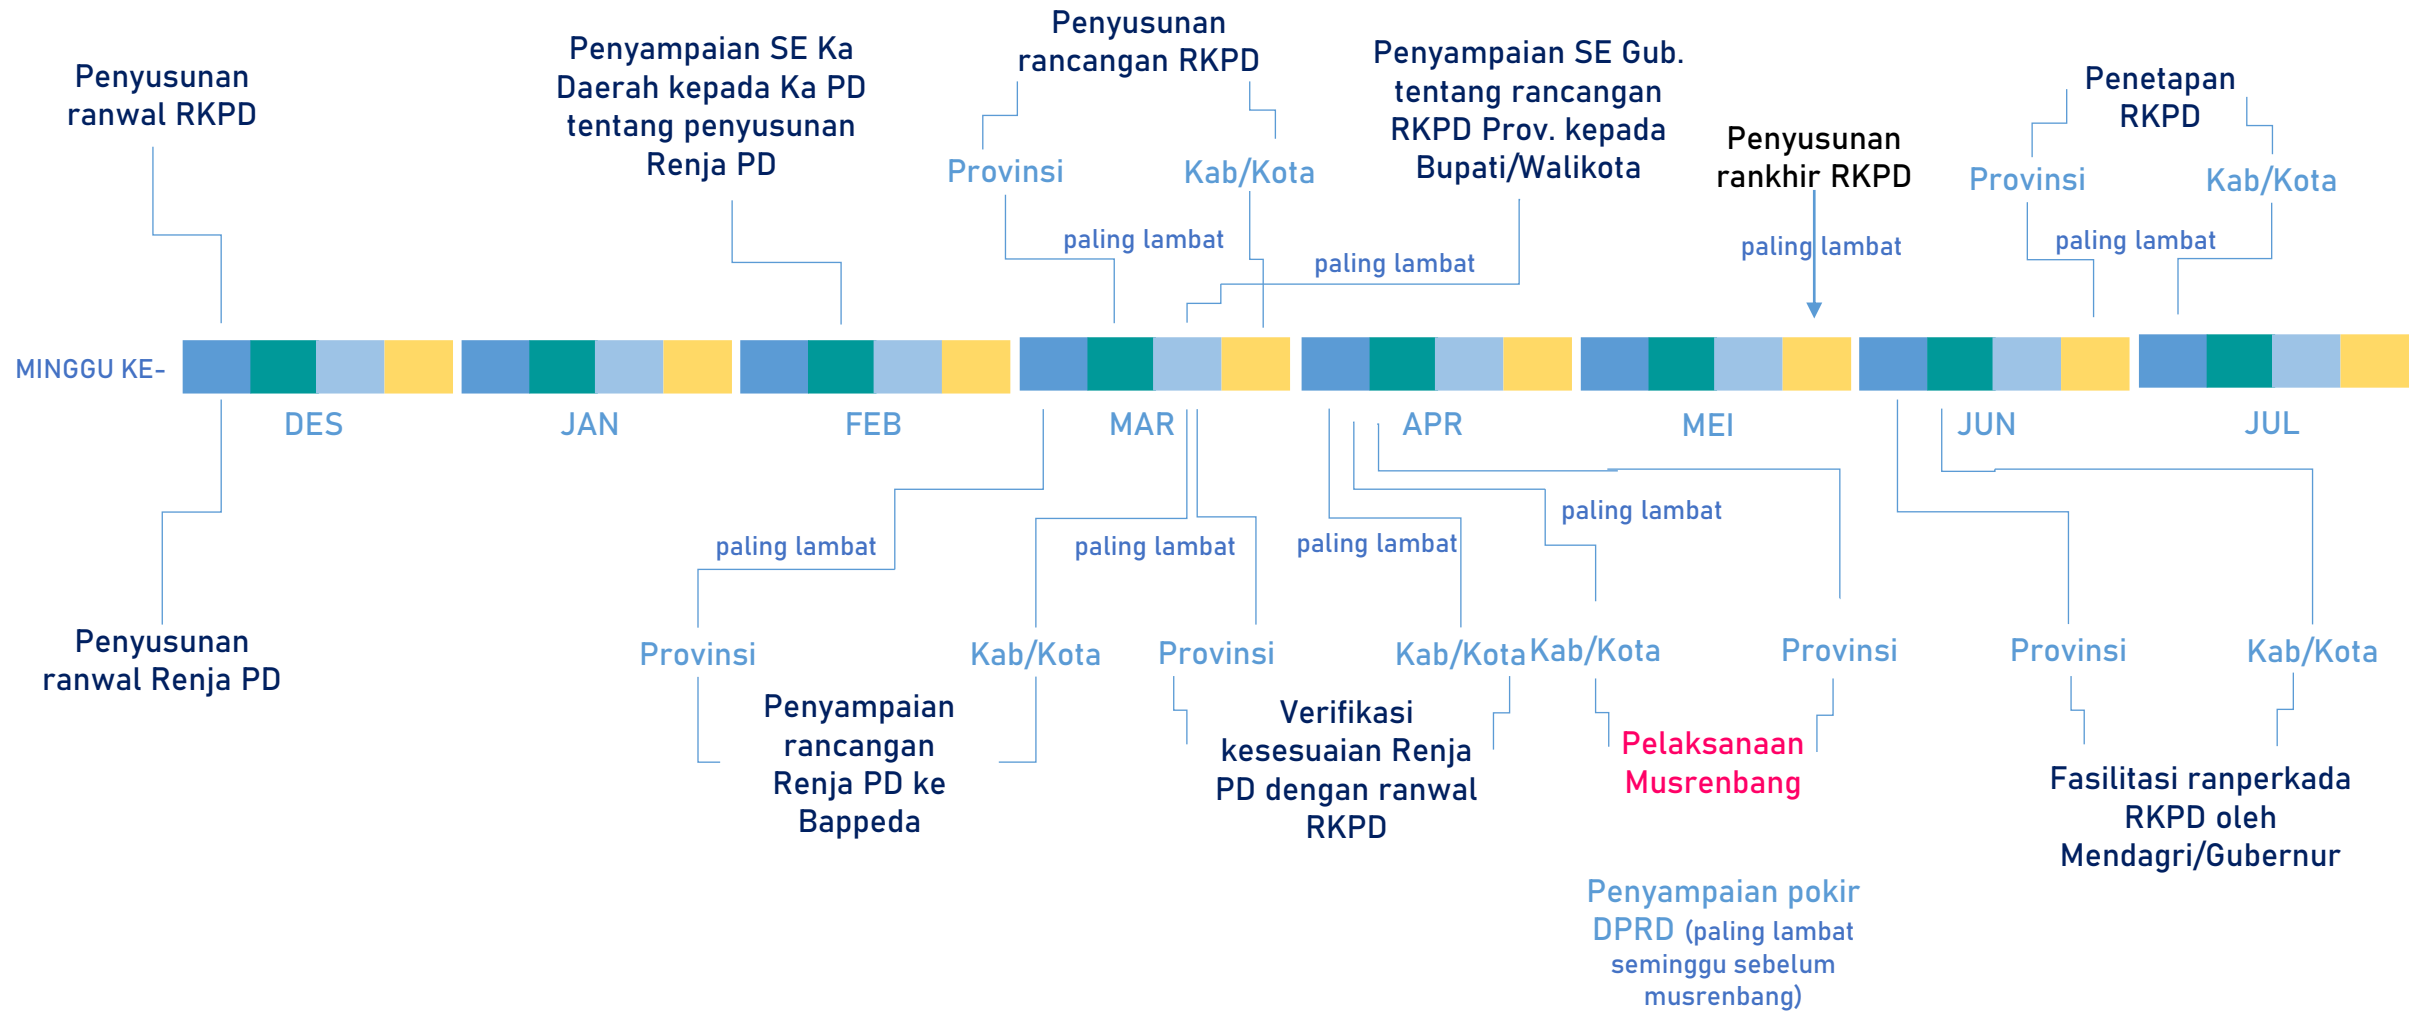 Penyusunan
ranwal RKPD
Penyampaian SE Ka
Daerah kepada Ka PD
tentang penyusunan
Renja PD
Penyusunan
rancangan RKPD
Provinsi
Kab/Kota
paling lambat
Penyampaian SE Gub.
tentang rancangan
RKPD Prov. kepada
Bupati/Walikota
paling lambat
Penyusunan
rankhir RKPD
paling lambat
Penetapan
RKPD
Provinsi
Kab/Kota
paling lambat
MINGGU KE-
DES
JAN
FEB
MAR
APR
MEI
JUN
JUL
Penyusunan
ranwal Renja PD
paling lambat
Provinsi
Kab/Kota
Penyampaian
rancangan
Renja PD ke
Bappeda
paling lambat
paling lambat
Provinsi
Kab/Kota
Verifikasi
kesesuaian Renja
PD dengan ranwal
RKPD
paling lambat
Kab/Kota
Provinsi
Pelaksanaan
Musrenbang
Penyampaian pokir
DPRD (paling lambat
seminggu sebelum
musrenbang)
Provinsi
Kab/Kota
Fasilitasi ranperkada
RKPD oleh
Mendagri/Gubernur